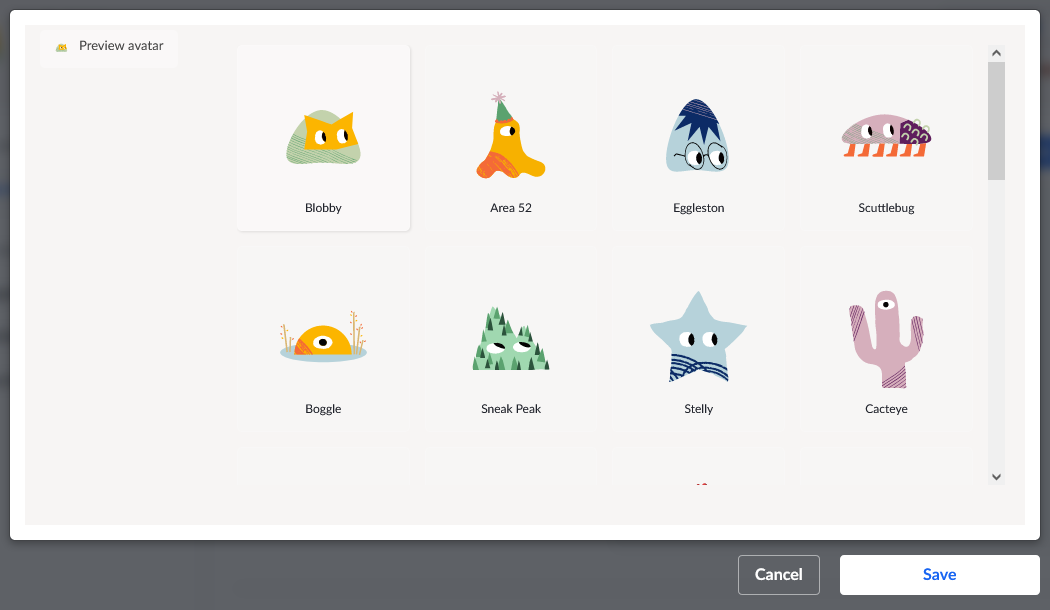 Preview avatar
Blobby
Area 52
Eggleston
Scuttlebug
Boggle
Sneak Peak
Stelly
Cacteye
Cancel
Save